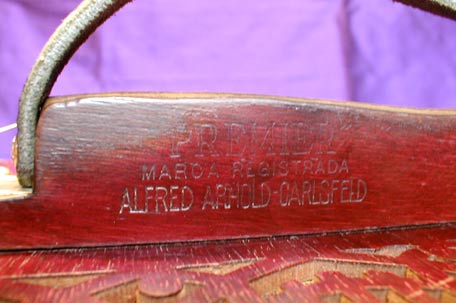 "PREMIER"
MARCA REGISTRADA
ALFRED ARNOLD-CARLSFELD